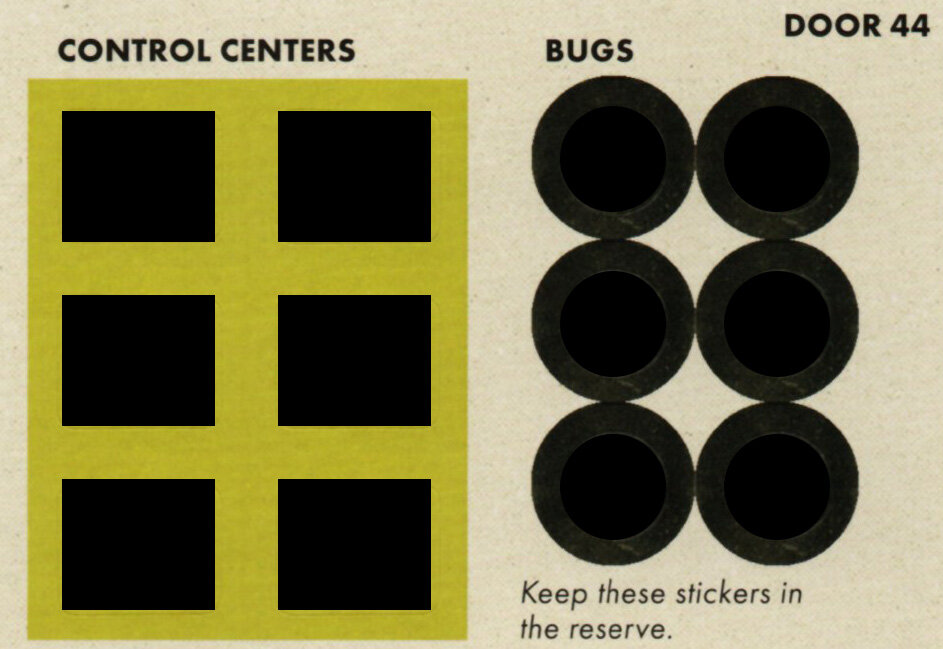 DOOR 44
CONTROL CENTERS
BUGS
Keep these stickers in
the reserve.